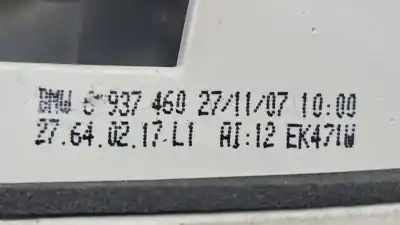 BMW 6 937 460 27/11/07 10:00
27.64.02.17 L1 AI:12 EK471W